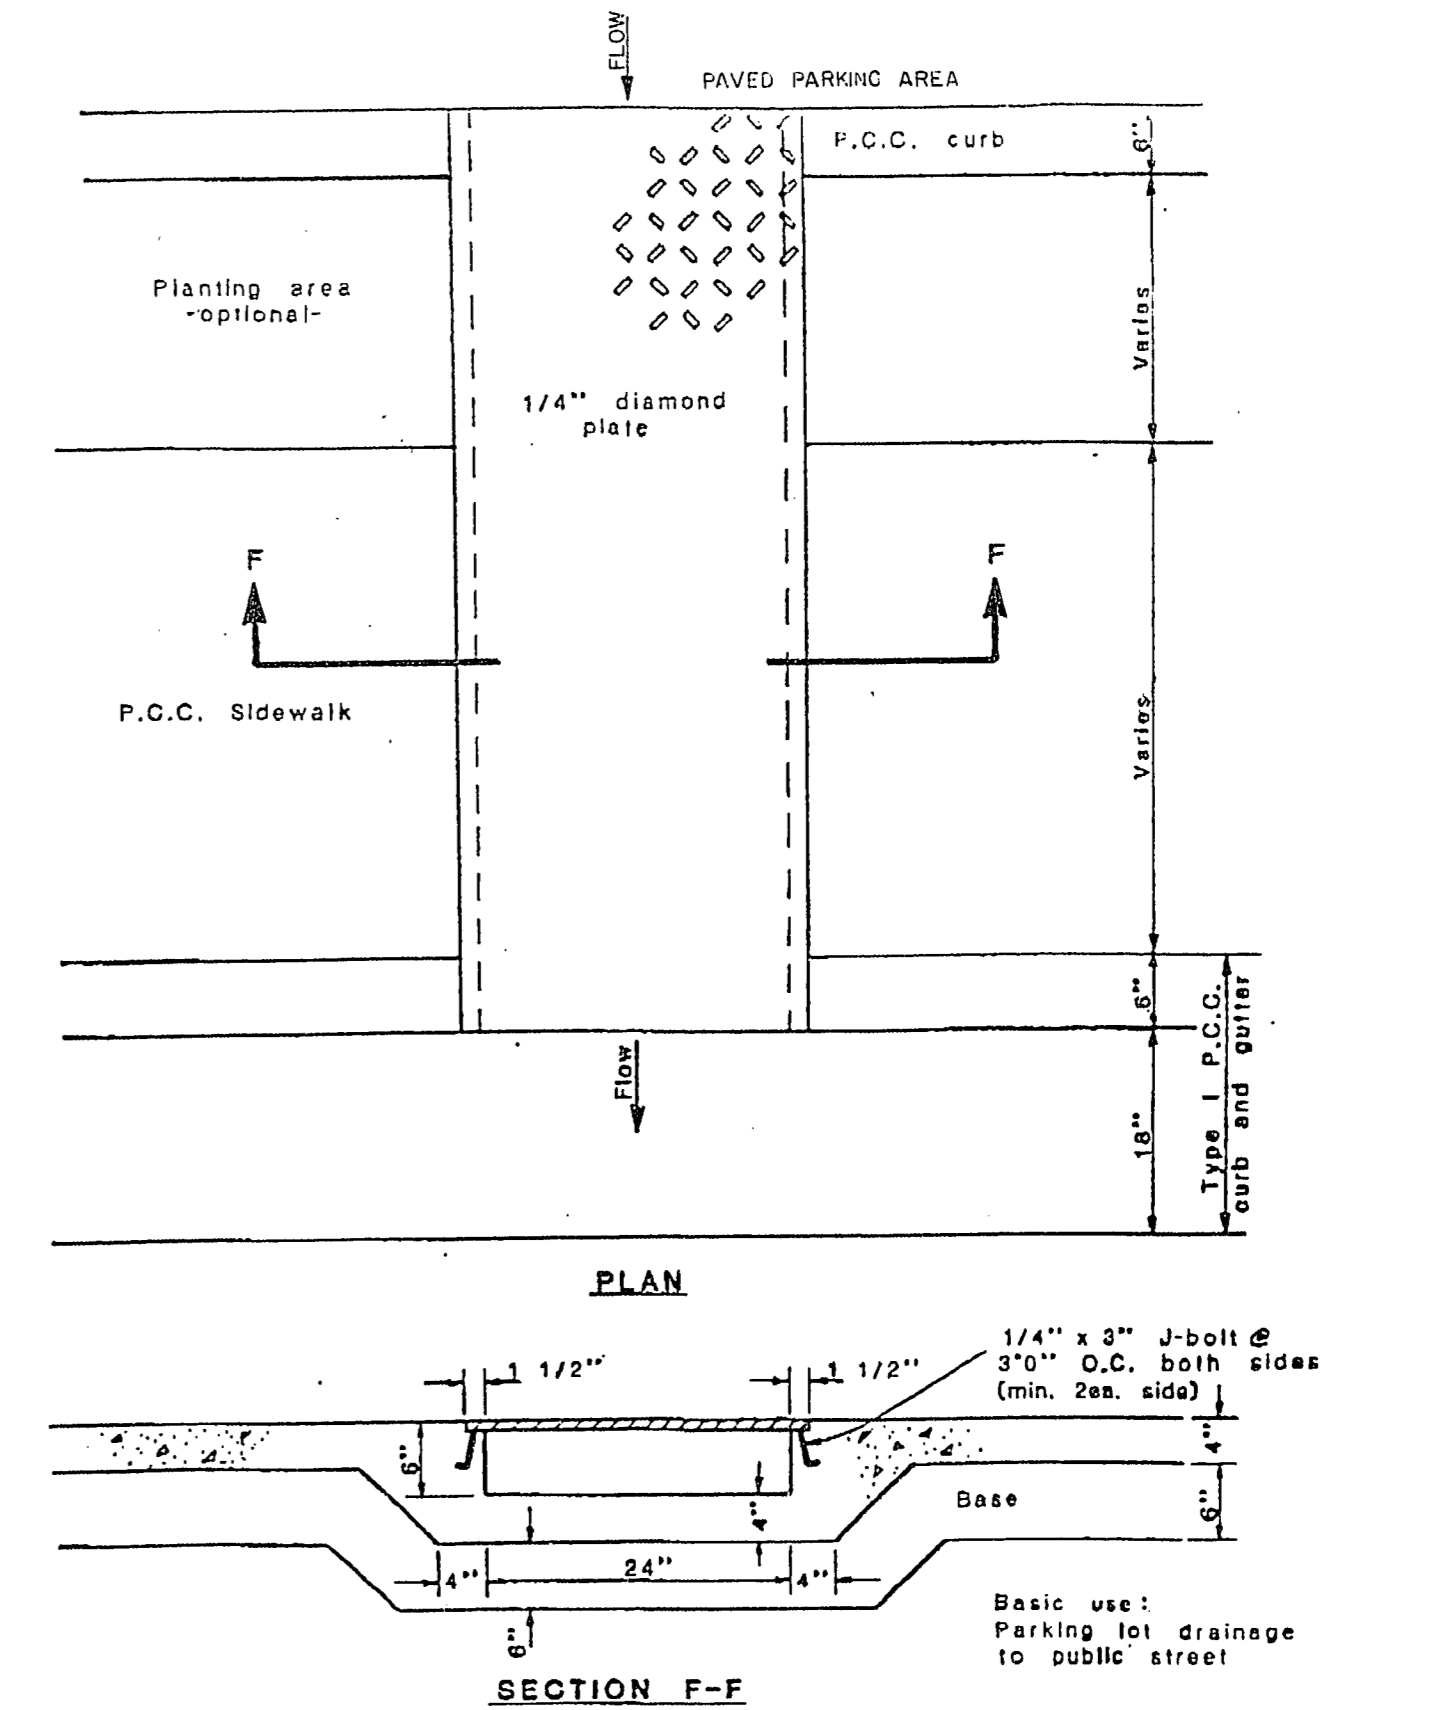 FLOW
PAVED PARKING AREA
P.C.C. curb
6"
Planting area
-optional-
Varies
1/4" diamond
plate
F
F
P.C.C. Sidewalk
Varies
6"
Type I P.C.C.
curb and gutter
Flow
18"
PLAN
1/4" x 3" J-bolt @
3'0" O.C. both sides
(min. 2ea. side)
1 1/2"
1 1/2"
6"
4"
4"
Base
6"
4"
24"
4"
6"
Basic use:
Parking lot drainage
to public street
SECTION F-F